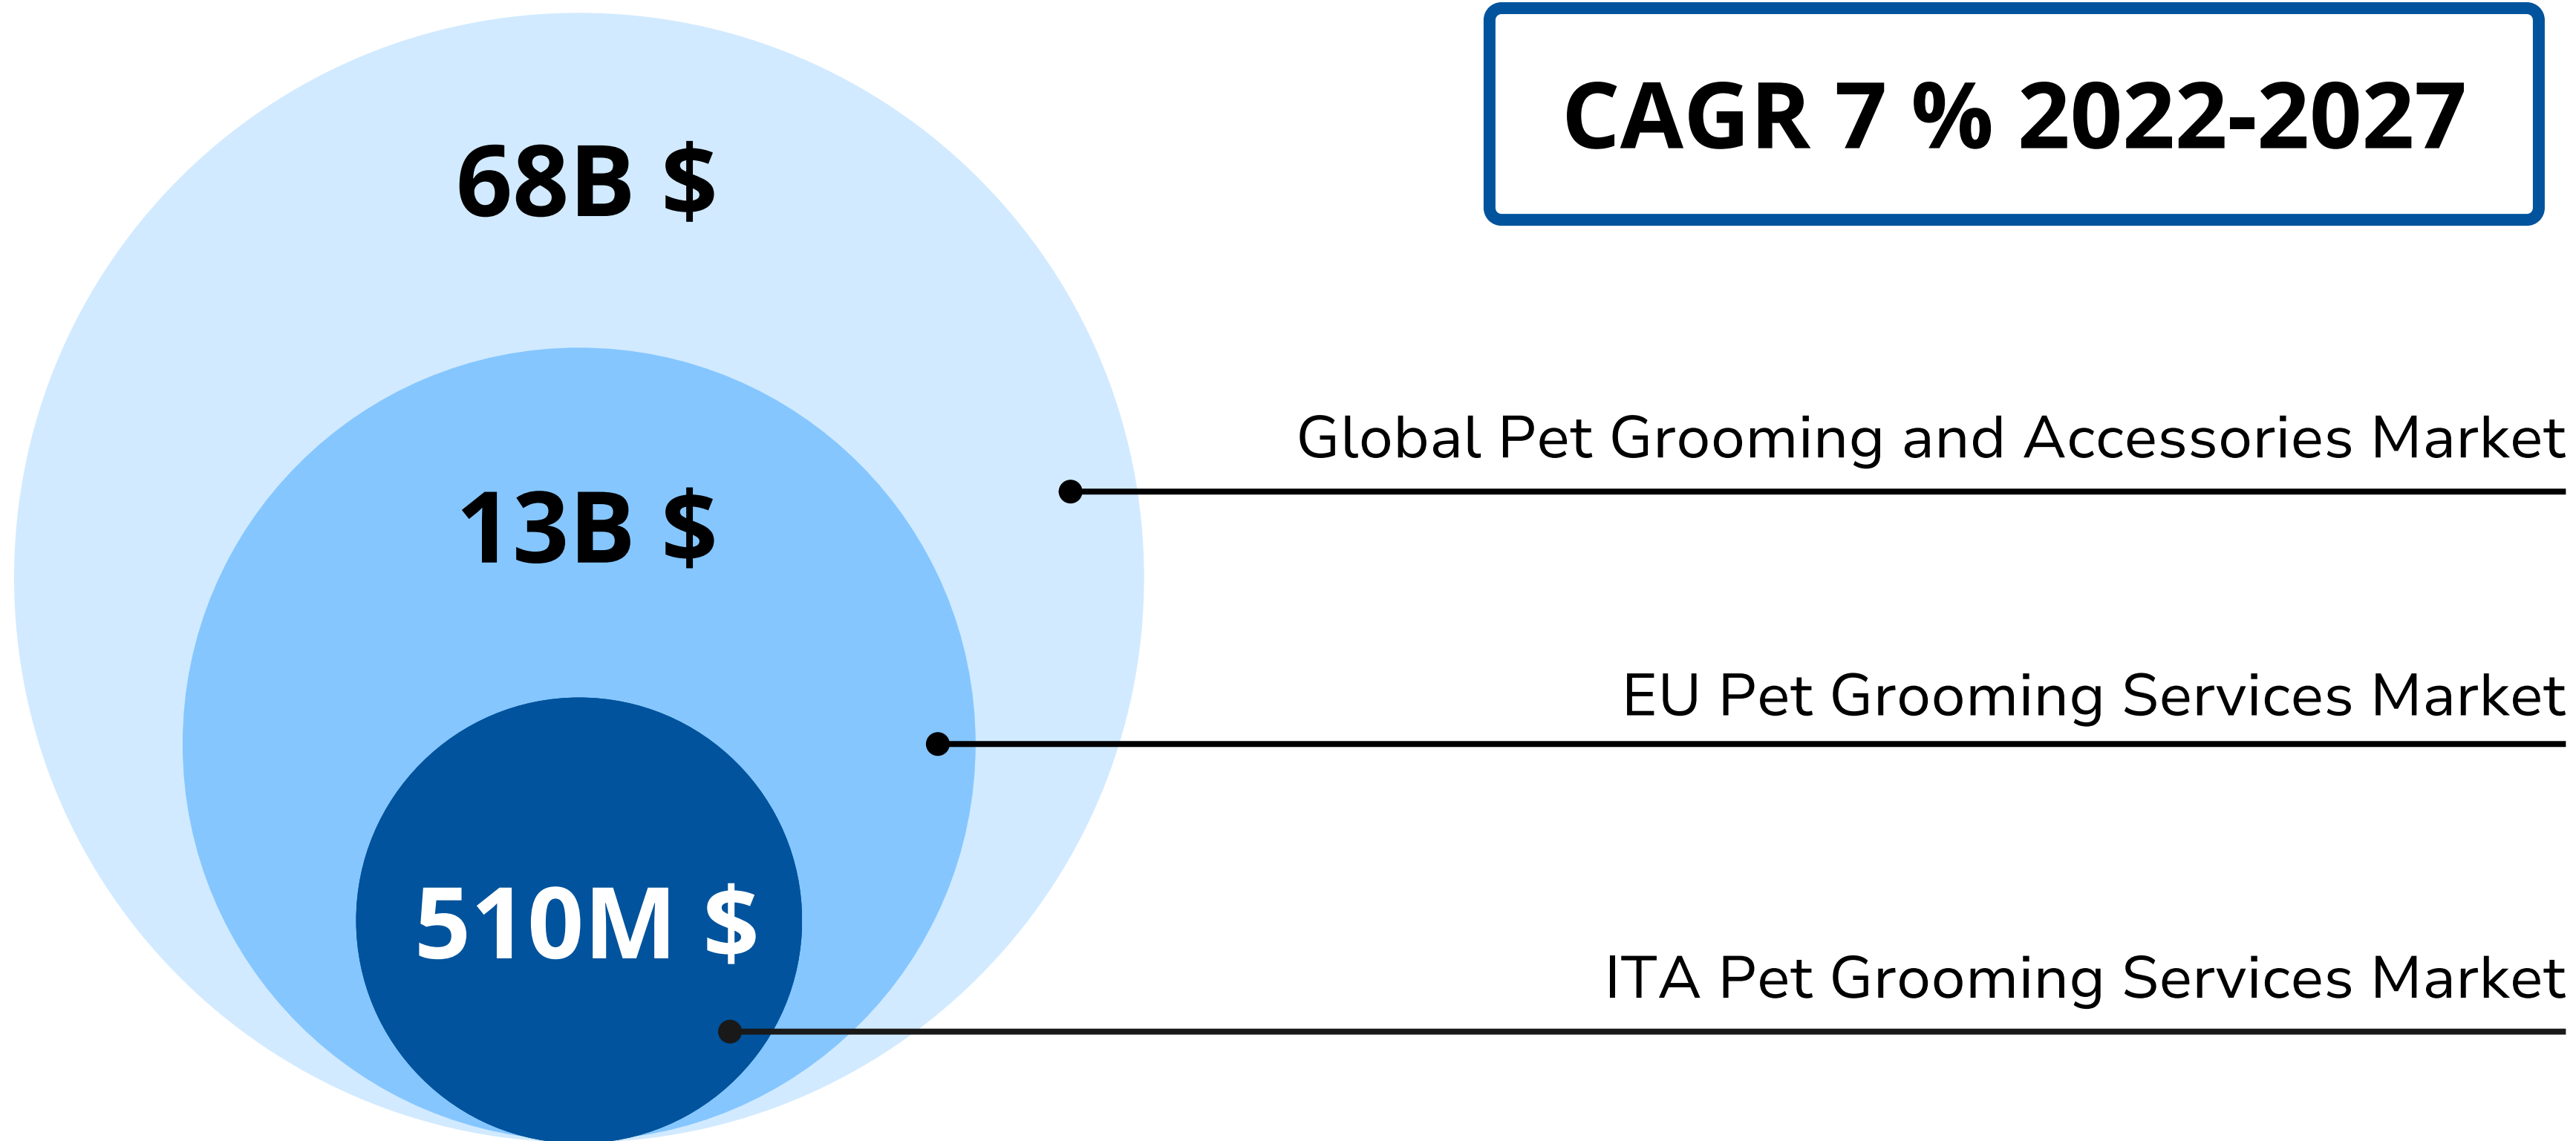 CAGR 7 % 2022-2027
68B $
Global Pet Grooming and Accessories Market
13B $
EU Pet Grooming Services Market
510M $
ITA Pet Grooming Services Market